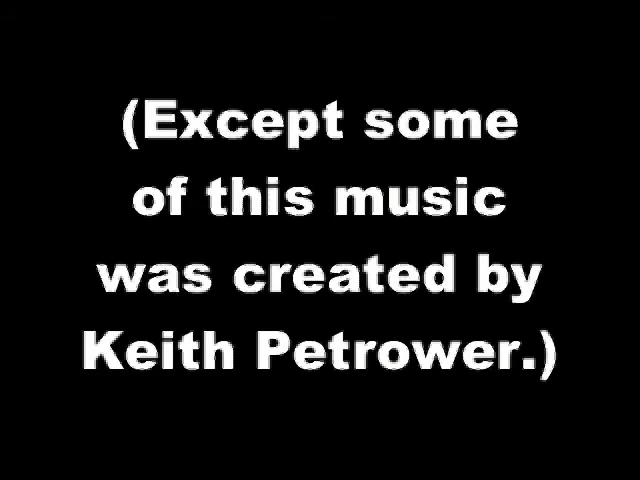 (Except some
of this music
was created by
Keith Petrower.)